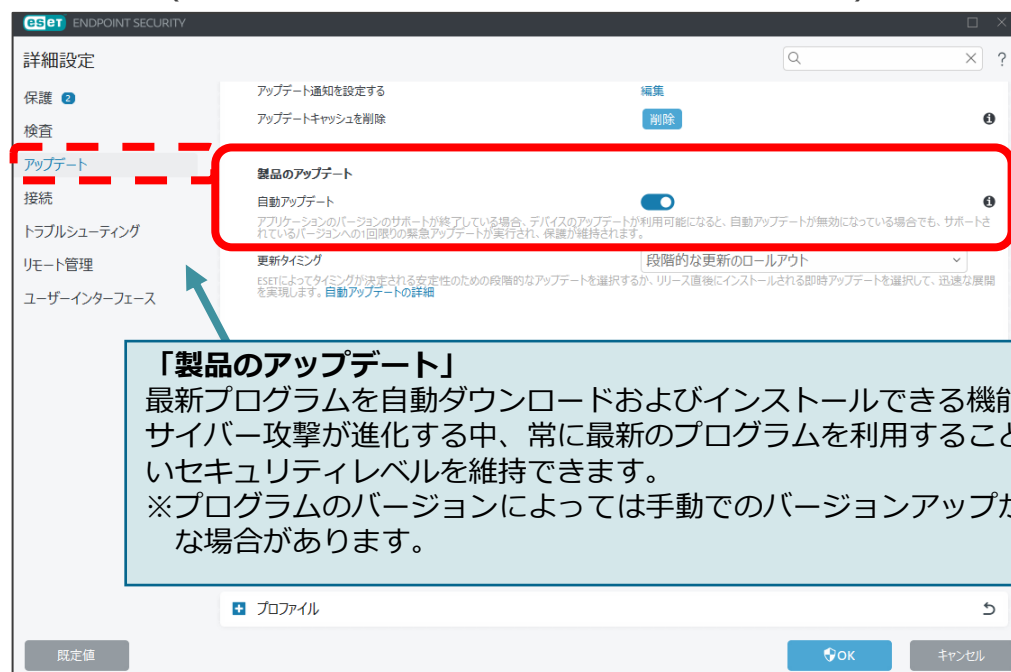 eset ENDPOINT SECURITY
詳細設定
?
保護 2
検査
アップデート
接続
トラブルシューティング
リモート管理
ユーザーインターフェース
アップデート通知を設定する 編集
アップデートキャッシュを削除 削除
製品のアップデート
自動アップデート
アプリケーションのバージョンのサポートが終了している場合、デバイスのアップデートが利用可能になると、自動アップデートが無効になっている場合でも、サポートさ
れているバージョンへの1回限りの緊急アップデートが実行され、保護が維持されます。
更新タイミング 段階的な更新のロールアウト
ESETによってタイミングが決定される安定性のための段階的なアップデートを選択するか、リリース直後にインストールされる即時アップデートを選択して、迅速な展開
を実現します。自動アップデートの詳細
「製品のアップデート」
最新プログラムを自動ダウンロードおよびインストールできる機能
サイバー攻撃が進化する中、常に最新のプログラムを利用すること
いセキュリティレベルを維持できます。
※プログラムのバージョンによっては手動でのバージョンアップが
な場合があります。
プロファイル
既定値 OK キャンセル